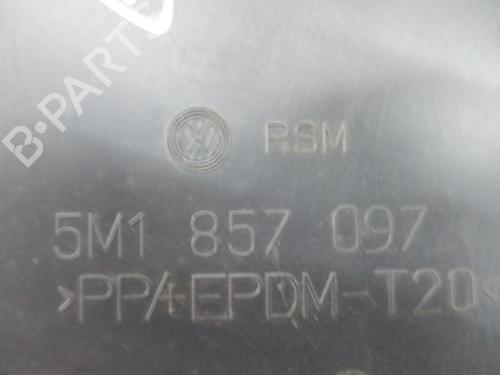 B-PARTS
RSM
5M1 857 097
>PP/EPDM-T20<